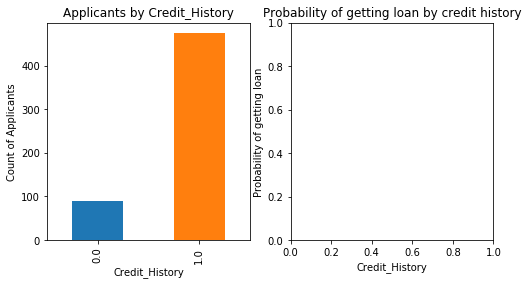 Applicants by Credit_History
Count of Applicants
400
300
200
100
0
0.0
1.0
Credit_History
Probability of getting loan by credit history
Probability of getting loan
1.0
0.8
0.6
0.4
0.2
0.0
0.0 0.2 0.4 0.6 0.8 1.0
Credit_History